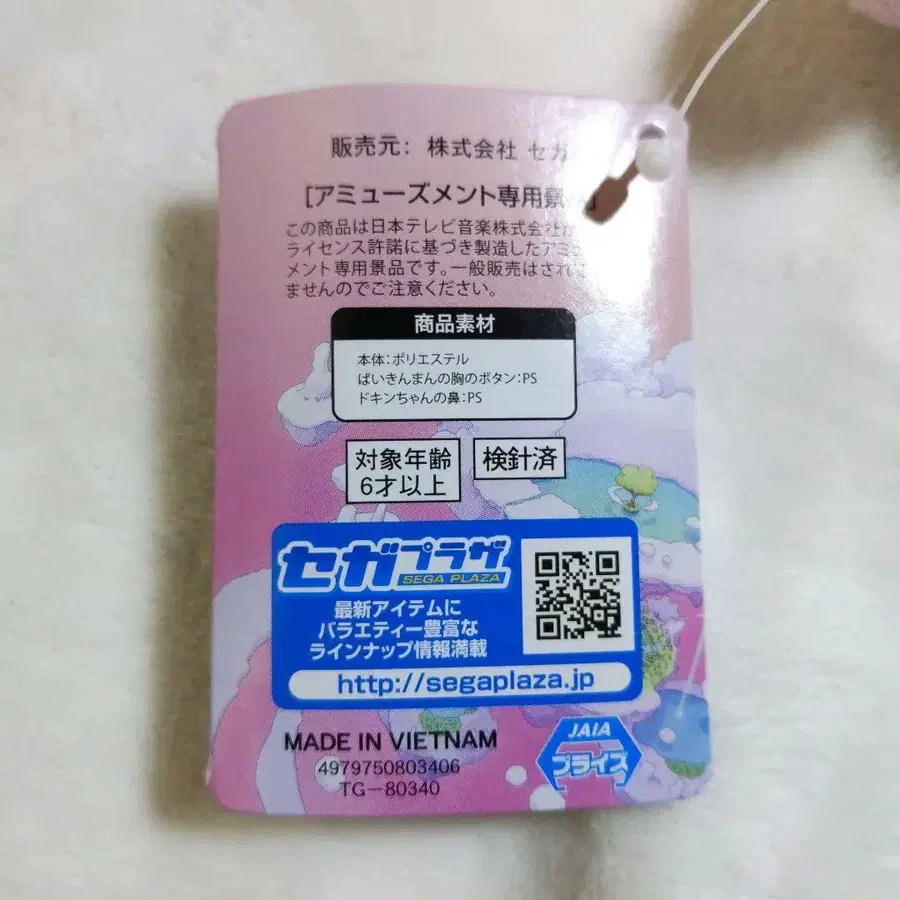 販売元: 株式会社 セガ
[アミューズメント専用景
この商品は日本テレビ音楽株式会社
ライセンス許諾に基づき製造したアミ
メント専用景品です。一般販売はされ
ませんのでご注意ください。
商品素材
本体:ポリエステル
ばいきんまんの胸のボタン:PS
ドキンちゃんの鼻:PS
対象年齢
6才以上
検針済
セガプラザ
SEGA PLAZA
最新アイテムに
バラエティー豊富な
ラインナップ情報満載
http://segaplaza.jp
MADE IN VIETNAM
4979750803406
TG-80340
JAIA
プライズ